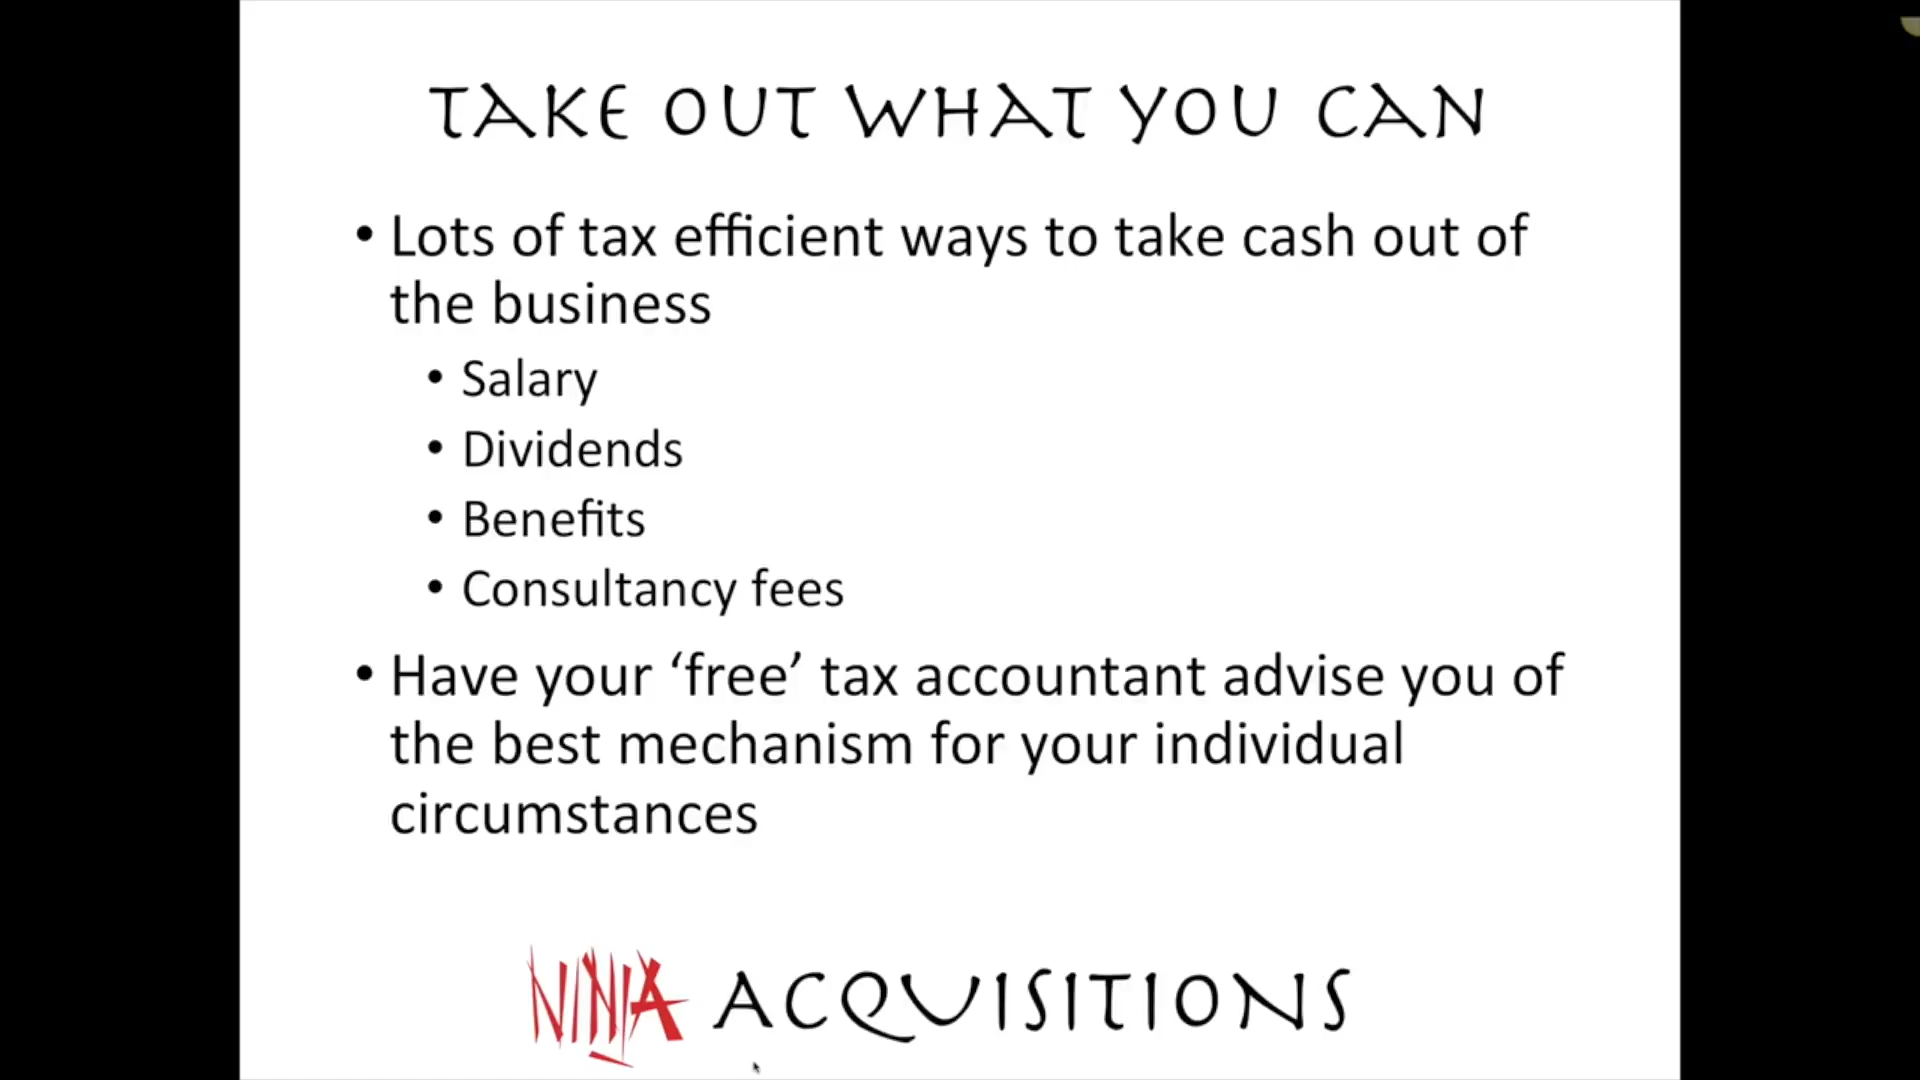 TAKE OUT WHAT YOU CAN
• Lots of tax efficient ways to take cash out of
the business
• Salary
• Dividends
• Benefits
• Consultancy fees
• Have your ‘free’ tax accountant advise you of
the best mechanism for your individual
circumstances
NINJA ACQUISITIONS